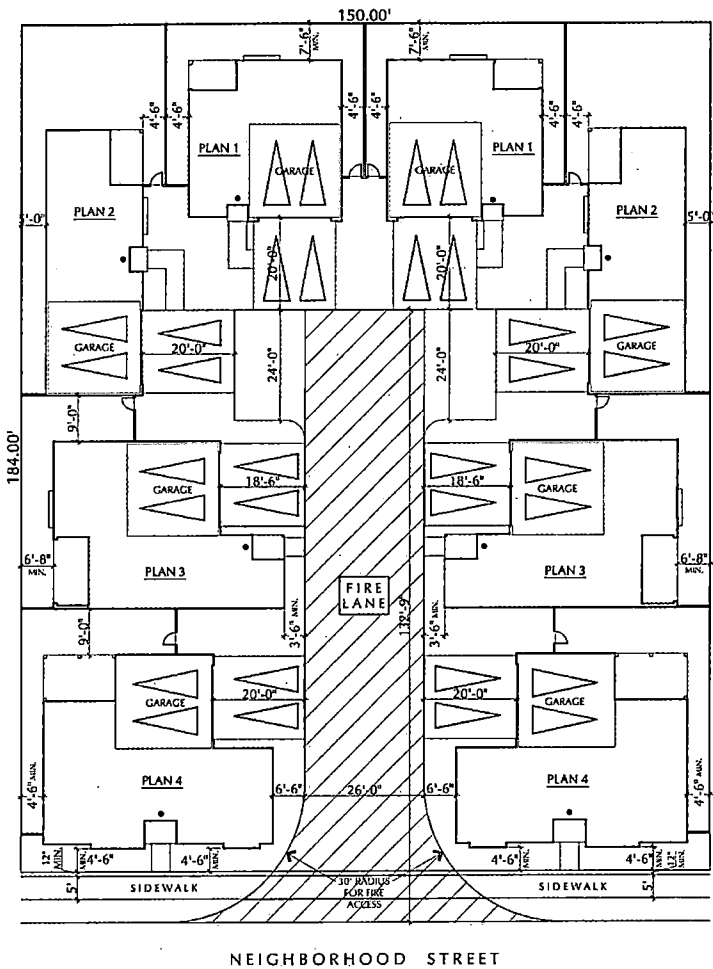 150.00'
7'-6" MIN.
7'-6" MIN.
4'-6"
4'-6"
4'-6"
4'-6"
4'-6"
4'-6"
PLAN 1
PLAN 1
GARAGE
GARAGE
PLAN 2
PLAN 2
5'-0"
20'-0"
20'-0"
GARAGE
20'-0"
24'-0"
24'-0"
20'-0"
GARAGE
184.00'
9'-0"
GARAGE
18'-6"
18'-6"
GARAGE
6'-8" MIN.
PLAN 3
PLAN 3
6'-8" MIN.
FIRE
LANE
132'-9"
9'-0"
3'-6" MIN.
3'-6" MIN.
GARAGE
20'-0"
20'-0"
GARAGE
4'-6" MIN.
PLAN 4
6'-6"
26'-0"
6'-6"
PLAN 4
4'-6" MIN.
12" MIN.
4'-6"
4'-6" MIN.
4'-6" MIN.
4'-6"
12" MIN.
5'
SIDEWALK
30' RADIUS
FOR FIRE
ACCESS
SIDEWALK
5'
NEIGHBORHOOD STREET